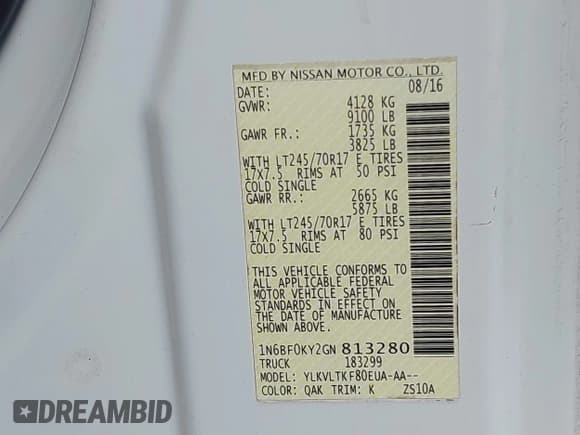 MFD BY NISSAN MOTOR CO., LTD.
DATE: 08/16
GVWR: 4128 KG
9100 LB
GAWR FR.: 1735 KG
3825 LB
WITH LT245/70R17 E TIRES
17X7.5 RIMS AT 50 PSI
COLD SINGLE
GAWR RR.: 2665 KG
5875 LB
WITH LT245/70R17 E TIRES
17X7.5 RIMS AT 80 PSI
COLD SINGLE
THIS VEHICLE CONFORMS TO
ALL APPLICABLE FEDERAL
MOTOR VEHICLE SAFETY
STANDARDS IN EFFECT ON
THE DATE OF MANUFACTURE
SHOWN ABOVE.
1N6BF0KY2GN 813280
TRUCK 183299
MODEL: YLKVLTKF80EUA-AA--
COLOR: QAK TRIM: K ZS10A
DREAMBID